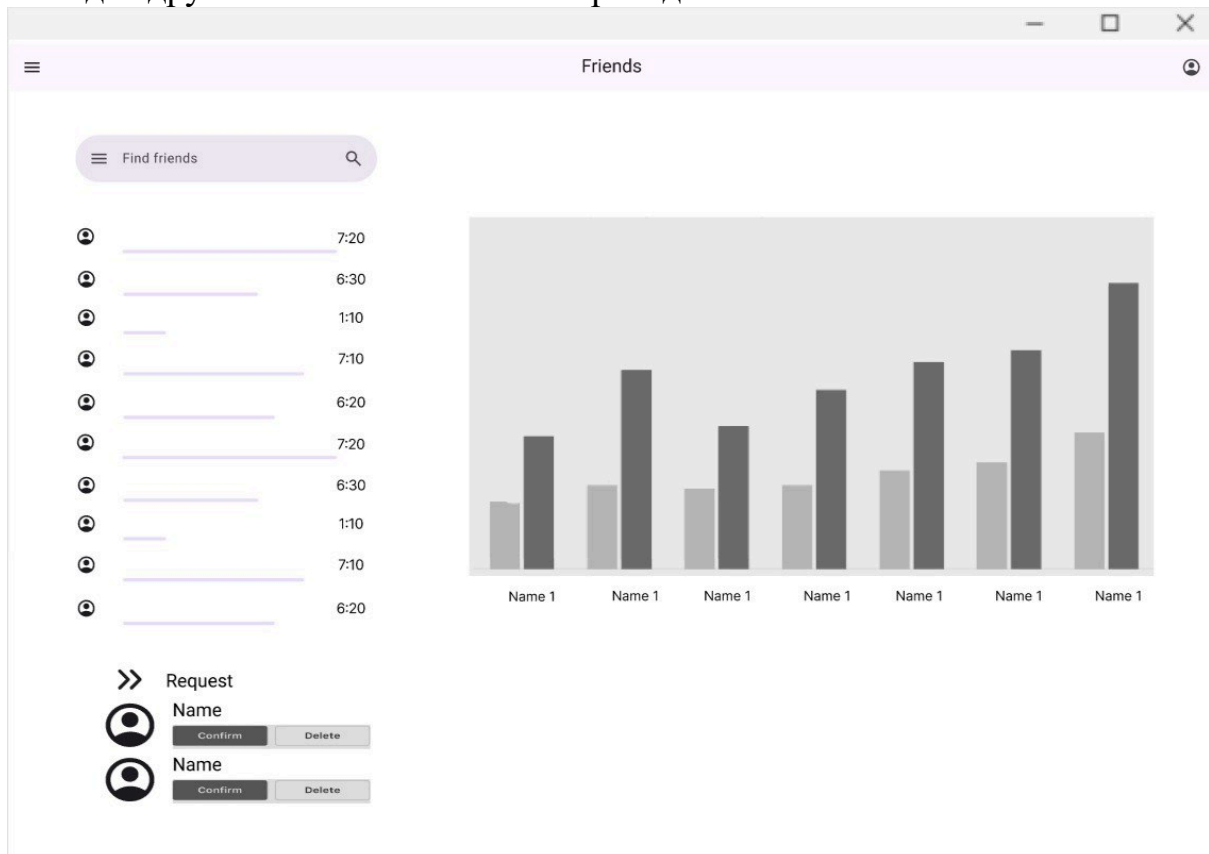 Friends
Find friends
7:20
6:30
1:10
7:10
6:20
7:20
6:30
1:10
7:10
6:20
Name 1 Name 1 Name 1 Name 1 Name 1 Name 1 Name 1
Request
Name
Confirm Delete
Name
Confirm Delete